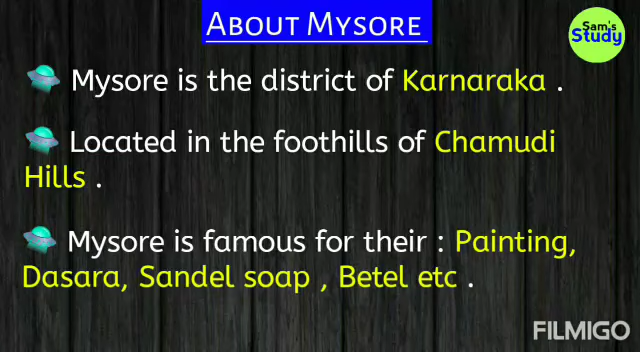 About Mysore
Sam's
Study
Mysore is the district of Karnaraka .
Located in the foothills of Chamudi
Hills .
Mysore is famous for their : Painting,
Dasara, Sandel soap , Betel etc .
FILMIGO